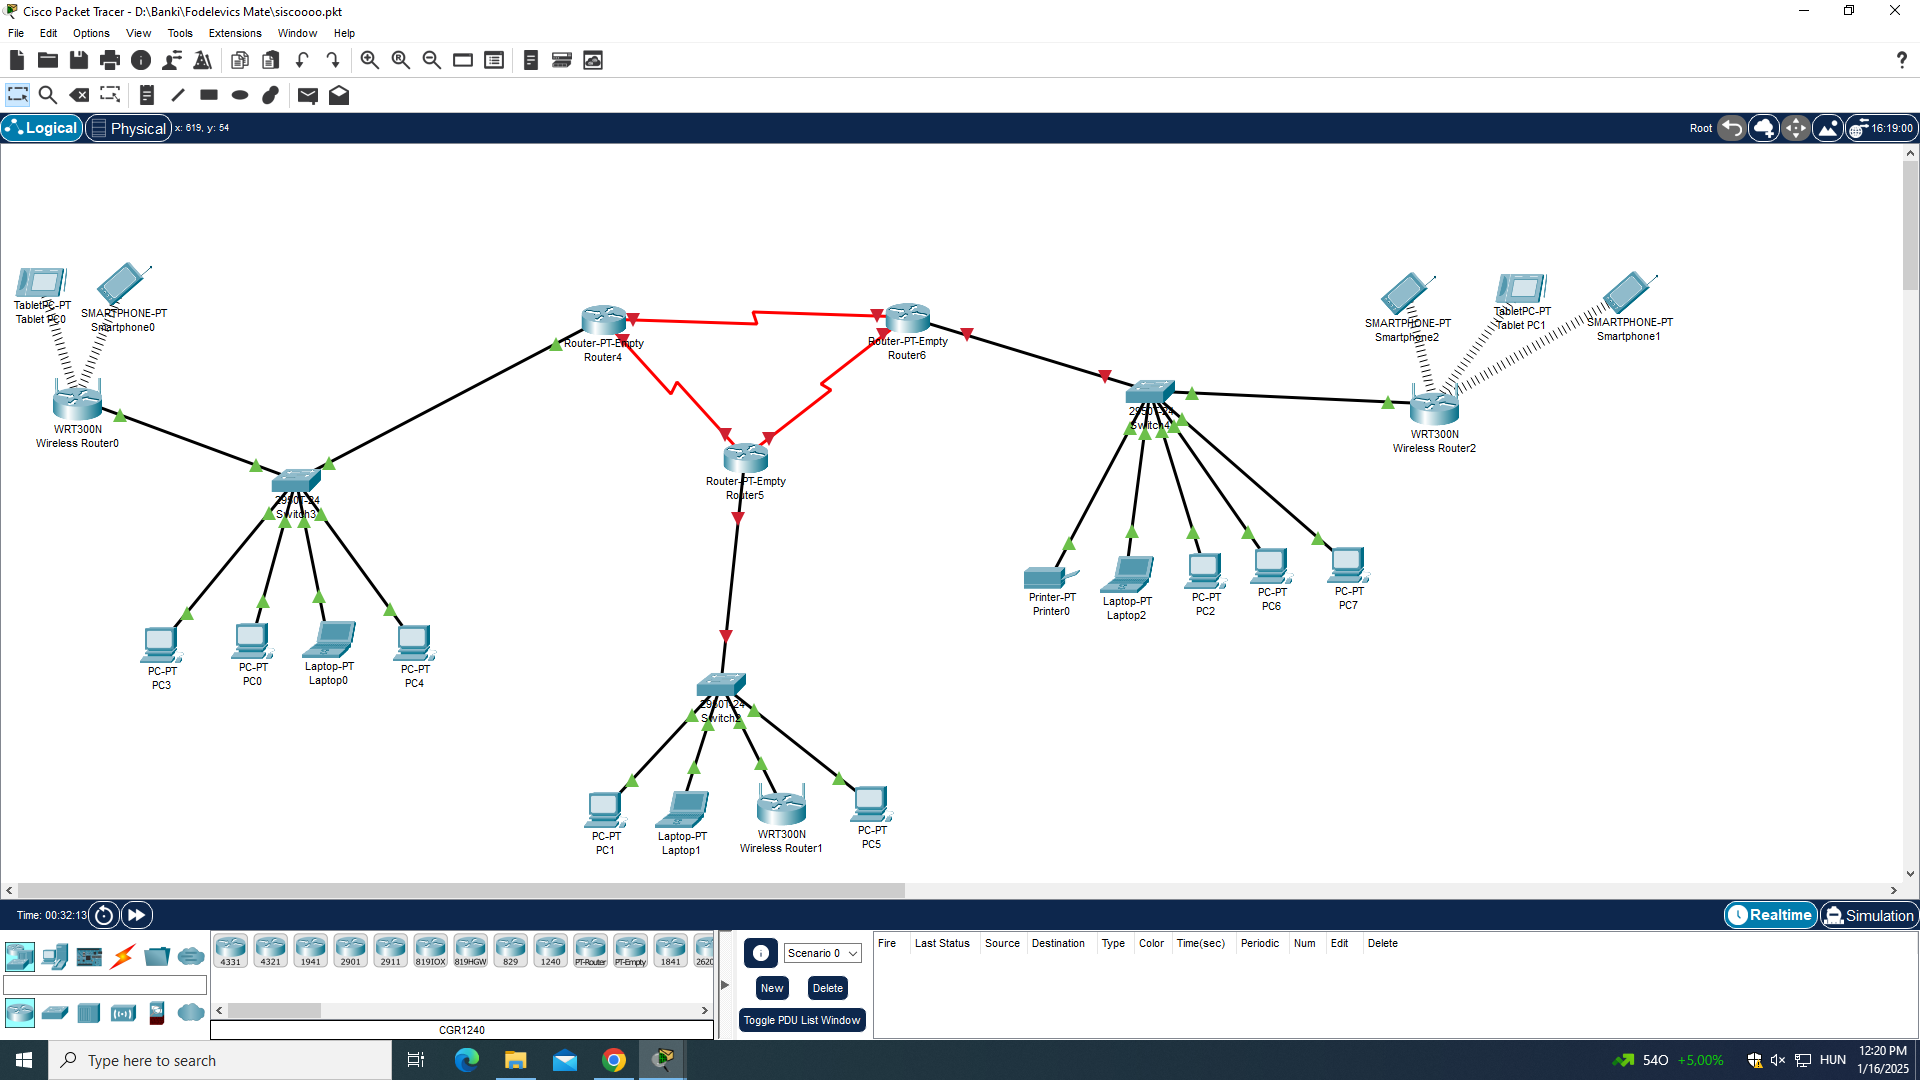 Cisco Packet Tracer - D:\Banki\Fodelevics Mate\siscoooo.pkt
File Edit Options View Tools Extensions Window Help
Logical Physical x: 619, y: 54 Root 16:19:00
TabletPC-PT
Tablet PC0
SMARTPHONE-PT
Smartphone0
WRT300N
Wireless Router0
Router-PT-Empty
Router4
Router-PT-Empty
Router6
Router-PT-Empty
Router5
SMARTPHONE-PT
Smartphone2
TabletPC-PT
Tablet PC1
SMARTPHONE-PT
Smartphone1
2950T-24
Switch4
WRT300N
Wireless Router2
2950T-24
Switch3
Printer-PT
Printer0
Laptop-PT
Laptop2
PC-PT
PC2
PC-PT
PC6
PC-PT
PC7
PC-PT
PC3
PC-PT
PC0
Laptop-PT
Laptop0
PC-PT
PC4
2950T-24
Switch2
PC-PT
PC1
Laptop-PT
Laptop1
WRT300N
Wireless Router1
PC-PT
PC5
Time: 00:32:13 Realtime Simulation
4331 4321 1941 2901 2911 819IOX 819HGW 829 1240 PT-Router PT-Empty 1841 2620
CGR1240
Scenario 0
New Delete
Toggle PDU List Window
Fire Last Status Source Destination Type Color Time(sec) Periodic Num Edit Delete
Type here to search
540 +5,00% HUN
12:20 PM
1/16/2025